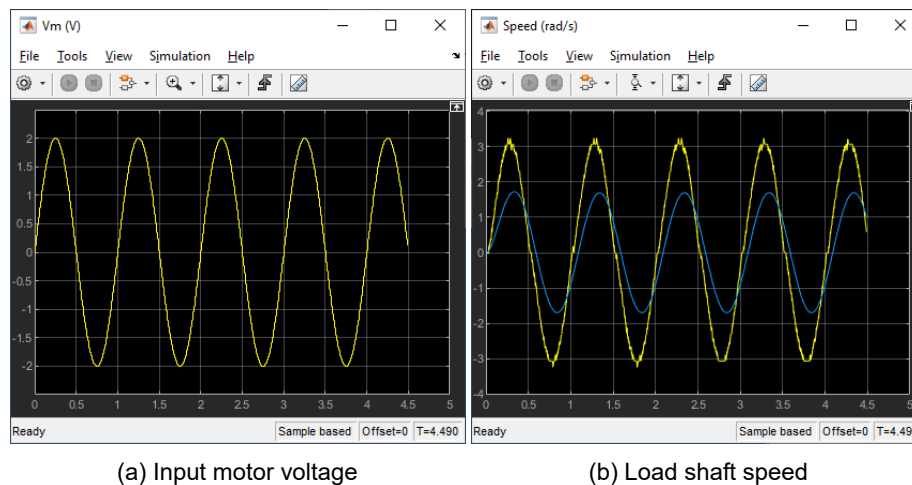 Vm (V)
File Tools View Simulation Help
2
1.5
1
0.5
0
-0.5
-1
-1.5
-2
0 0.5 1 1.5 2 2.5 3 3.5 4 4.5 5
Ready Sample based Offset=0 T=4.490
(a) Input motor voltage
Speed (rad/s)
File Tools View Simulation Help
4
3
2
1
0
-1
-2
-3
-4
0 0.5 1 1.5 2 2.5 3 3.5 4 4.5 5
Ready Sample based Offset=0 T=4.49
(b) Load shaft speed